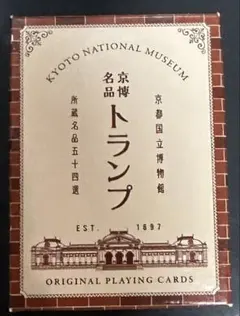 KYOTO NATIONAL MUSEUM
京都国立博物館
京博名品
トランプ
所蔵名品五十四選
EST. 1897
ORIGINAL PLAYING CARDS